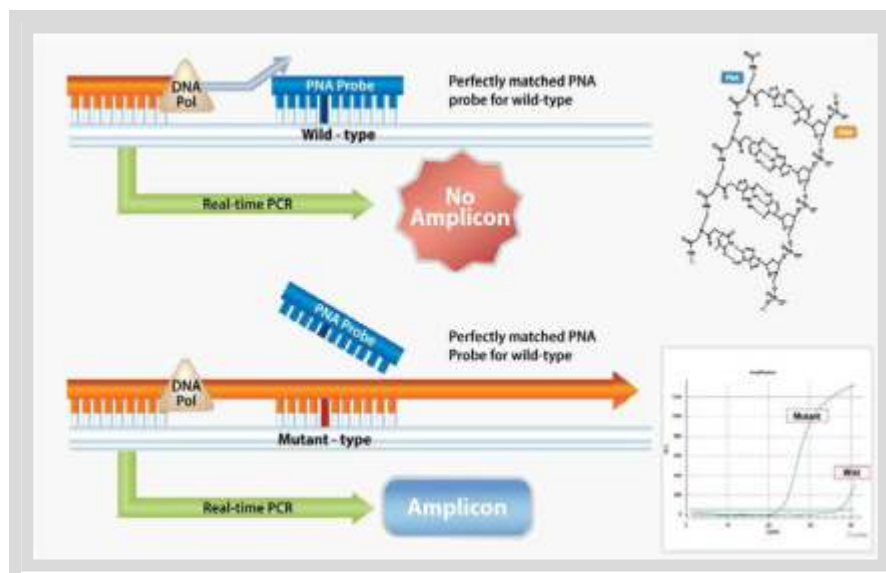 DNA
Pol
PNA Probe
Perfectly matched PNA
probe for wild-type
Wild - type
Real-time PCR
No
Amplicon
PNA
PNA Probe
Perfectly matched PNA
Probe for wild-type
DNA
Pol
Mutant - type
Real-time PCR
Amplicon
Mutant
Wild